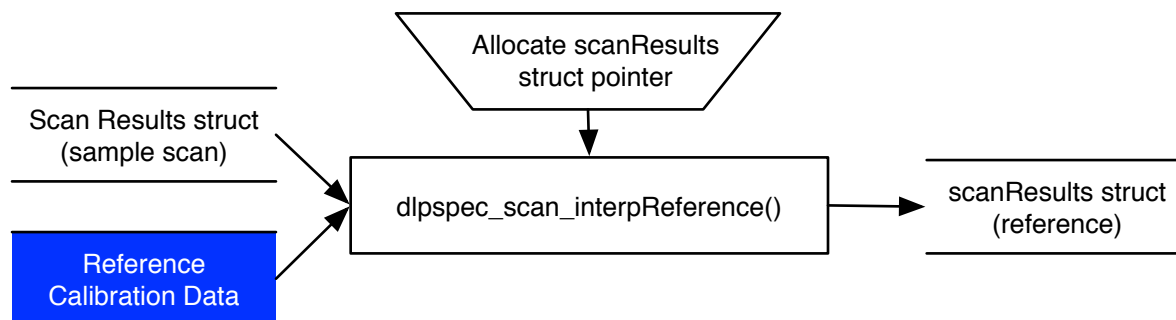 Allocate scanResults
struct pointer
Scan Results struct
(sample scan)
dlpspec_scan_interpReference()
scanResults struct
(reference)
Reference
Calibration Data